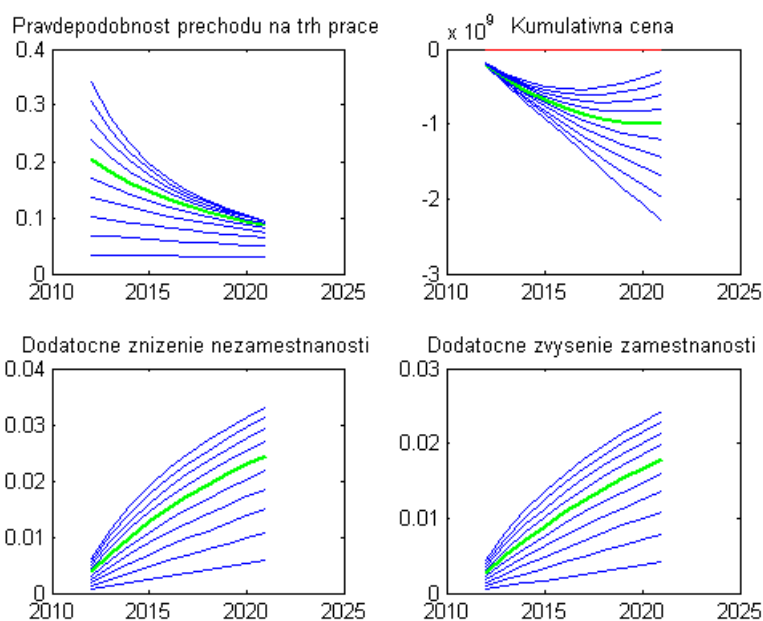 Pravdepodobnost prechodu na trh prace
0.4
0.3
0.2
0.1
0
2010 2015 2020 2025
x 10^9 Kumulativna cena
0
-1
-2
-3
2010 2015 2020 2025
Dodatocne znizenie nezamestnanosti
0.04
0.03
0.02
0.01
0
2010 2015 2020 2025
Dodatocne zvysenie zamestnanosti
0.03
0.02
0.01
0
2010 2015 2020 2025